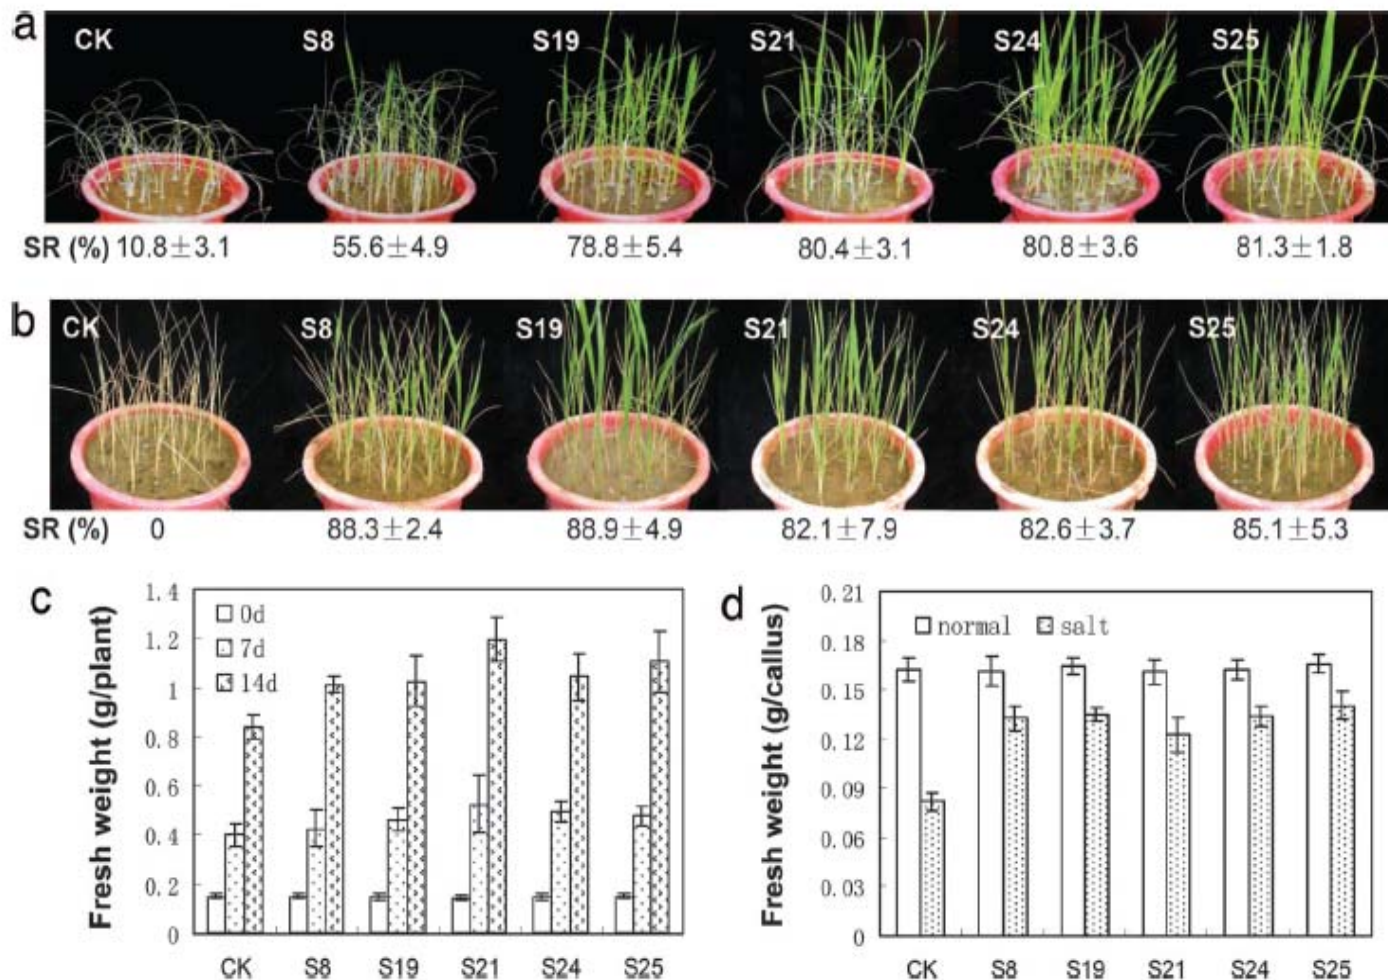 a
CK S8 S19 S21 S24 S25
SR (%) 10.8±3.1 55.6±4.9 78.8±5.4 80.4±3.1 80.8±3.6 81.3±1.8
b
CK S8 S19 S21 S24 S25
SR (%) 0 88.3±2.4 88.9±4.9 82.1±7.9 82.6±3.7 85.1±5.3
c
Fresh weight (g/plant)
1.4
1.2
1
0.8
0.6
0.4
0.2
0
0d
7d
14d
CK S8 S19 S21 S24 S25
d
Fresh weight (g/callus)
0.21
0.18
0.15
0.12
0.09
0.06
0.03
0
normal salt
CK S8 S19 S21 S24 S25